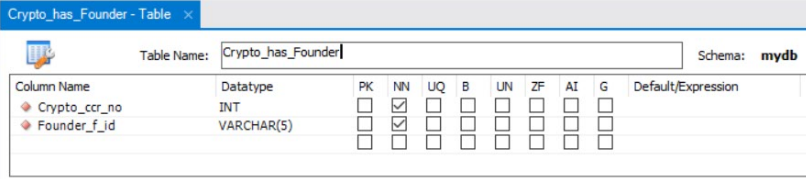 Crypto_has_Founder - Table ×
Table Name: Crypto_has_Founder Schema: mydb
Column Name Datatype PK NN UQ B UN ZF AI G Default/Expression
Crypto_ccr_no INT
Founder_f_id VARCHAR(5)